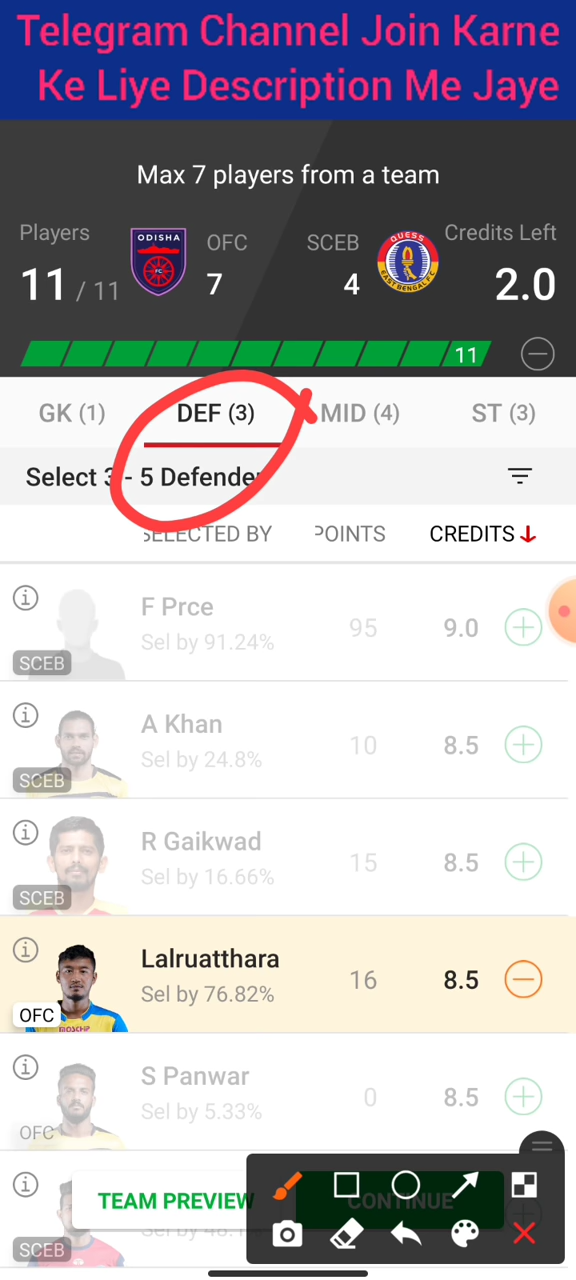 Telegram Channel Join Karne
Ke Liye Description Me Jaye
Max 7 players from a team
Players
11 / 11
ODISHA
FC
OFC
7
SCEB
4
QUESS
EAST BENGAL FC
Credits Left
2.0
11
GK (1)
DEF (3)
MID (4)
ST (3)
Select 3 - 5 Defender
SELECTED BY
POINTS
CREDITS
F Prce
Sel by 91.24%
95
9.0
SCEB
A Khan
Sel by 24.8%
10
8.5
SCEB
R Gaikwad
Sel by 16.66%
15
8.5
SCEB
Lalruatthara
Sel by 76.82%
16
8.5
OFC
S Panwar
Sel by 5.33%
0
8.5
OFC
TEAM PREVIEW
CONTINUE
SCEB